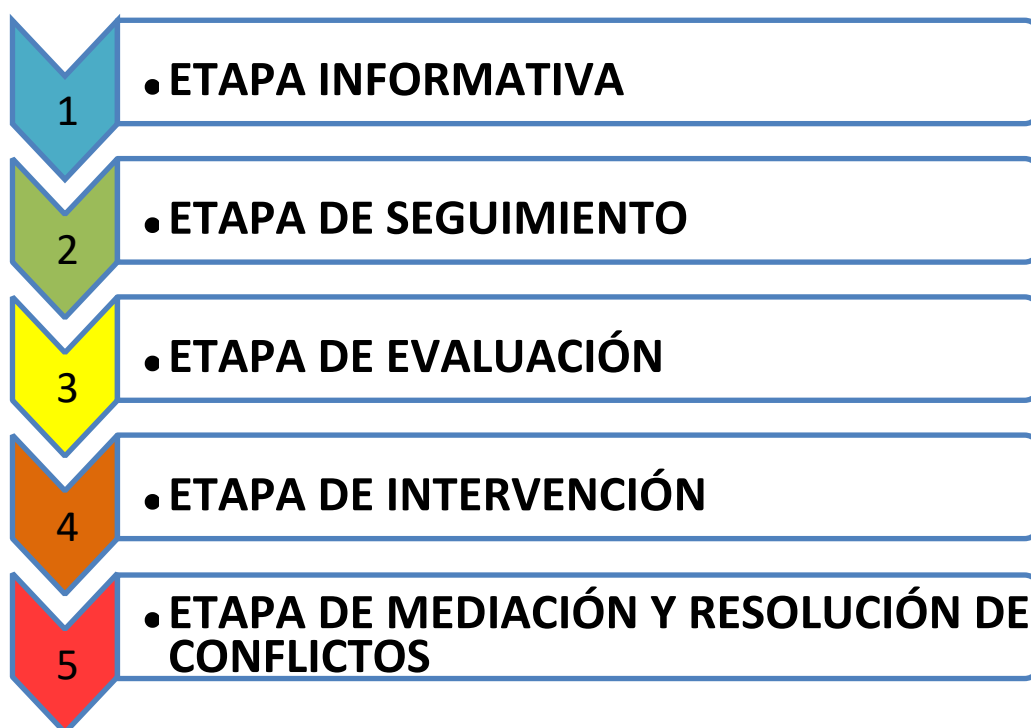 1
• ETAPA INFORMATIVA
2
• ETAPA DE SEGUIMIENTO
3
• ETAPA DE EVALUACIÓN
4
• ETAPA DE INTERVENCIÓN
5
• ETAPA DE MEDIACIÓN Y RESOLUCIÓN DE
CONFLICTOS